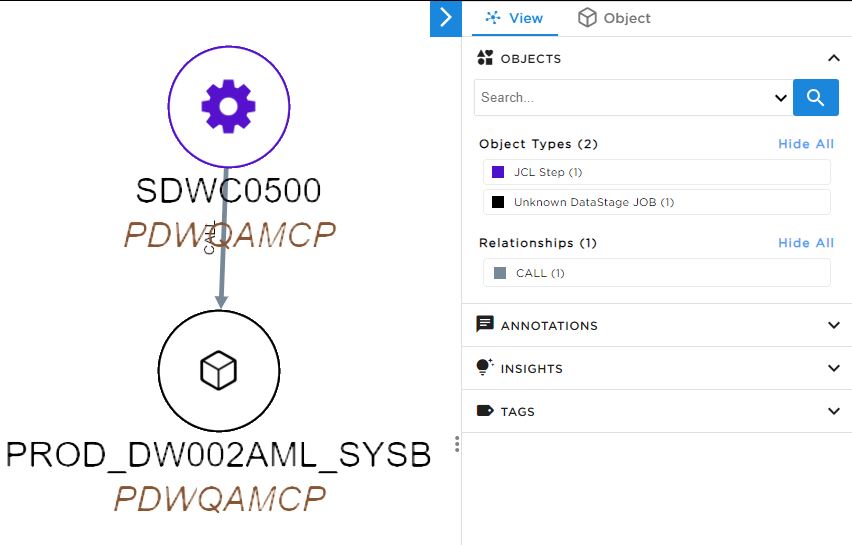 SDWC0500
PDWQAMCP
CALL
PROD_DW002AML_SYSB
PDWQAMCP
View
Object
OBJECTS
Search...
Object Types (2)
Hide All
JCL Step (1)
Unknown DataStage JOB (1)
Relationships (1)
Hide All
CALL (1)
ANNOTATIONS
INSIGHTS
TAGS